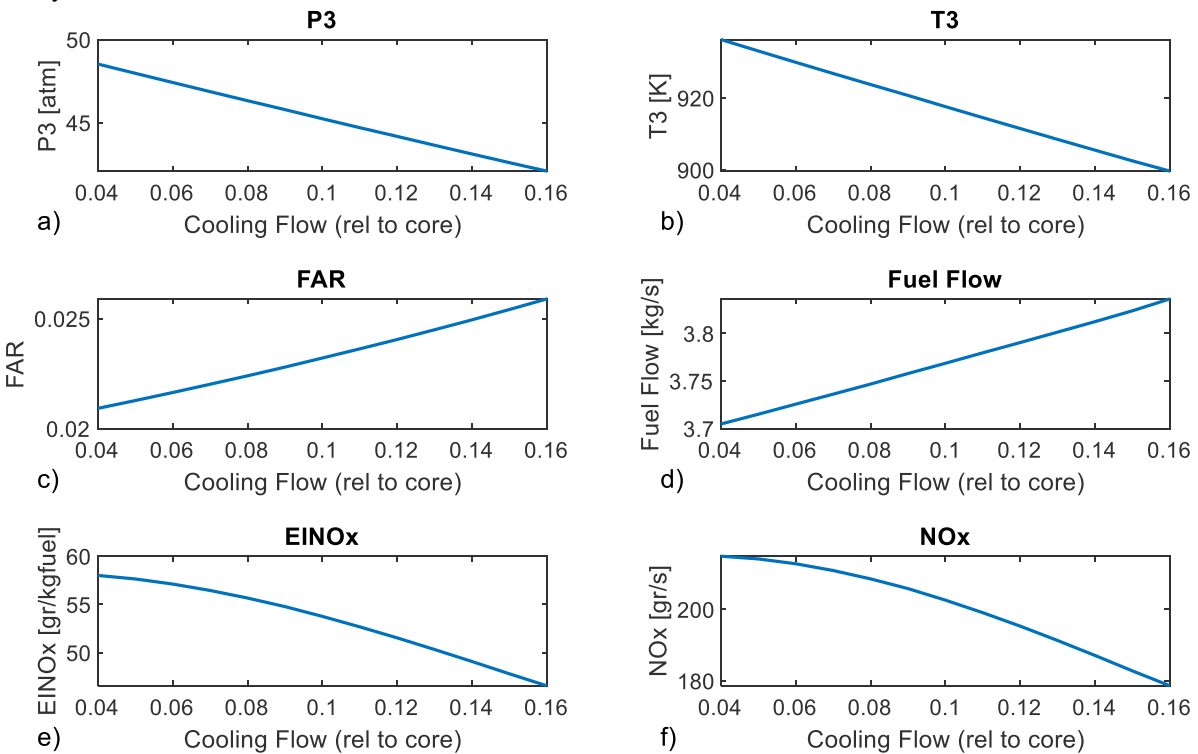 P3
50
45
P3 [atm]
0.04 0.06 0.08 0.1 0.12 0.14 0.16
a) Cooling Flow (rel to core)
T3
920
900
T3 [K]
0.04 0.06 0.08 0.1 0.12 0.14 0.16
b) Cooling Flow (rel to core)
FAR
0.025
0.02
FAR
0.04 0.06 0.08 0.1 0.12 0.14 0.16
c) Cooling Flow (rel to core)
Fuel Flow
3.8
3.75
3.7
Fuel Flow [kg/s]
0.04 0.06 0.08 0.1 0.12 0.14 0.16
d) Cooling Flow (rel to core)
EINOx
60
55
50
EINOx [gr/kgfuel]
0.04 0.06 0.08 0.1 0.12 0.14 0.16
e) Cooling Flow (rel to core)
NOx
200
180
NOx [gr/s]
0.04 0.06 0.08 0.1 0.12 0.14 0.16
f) Cooling Flow (rel to core)